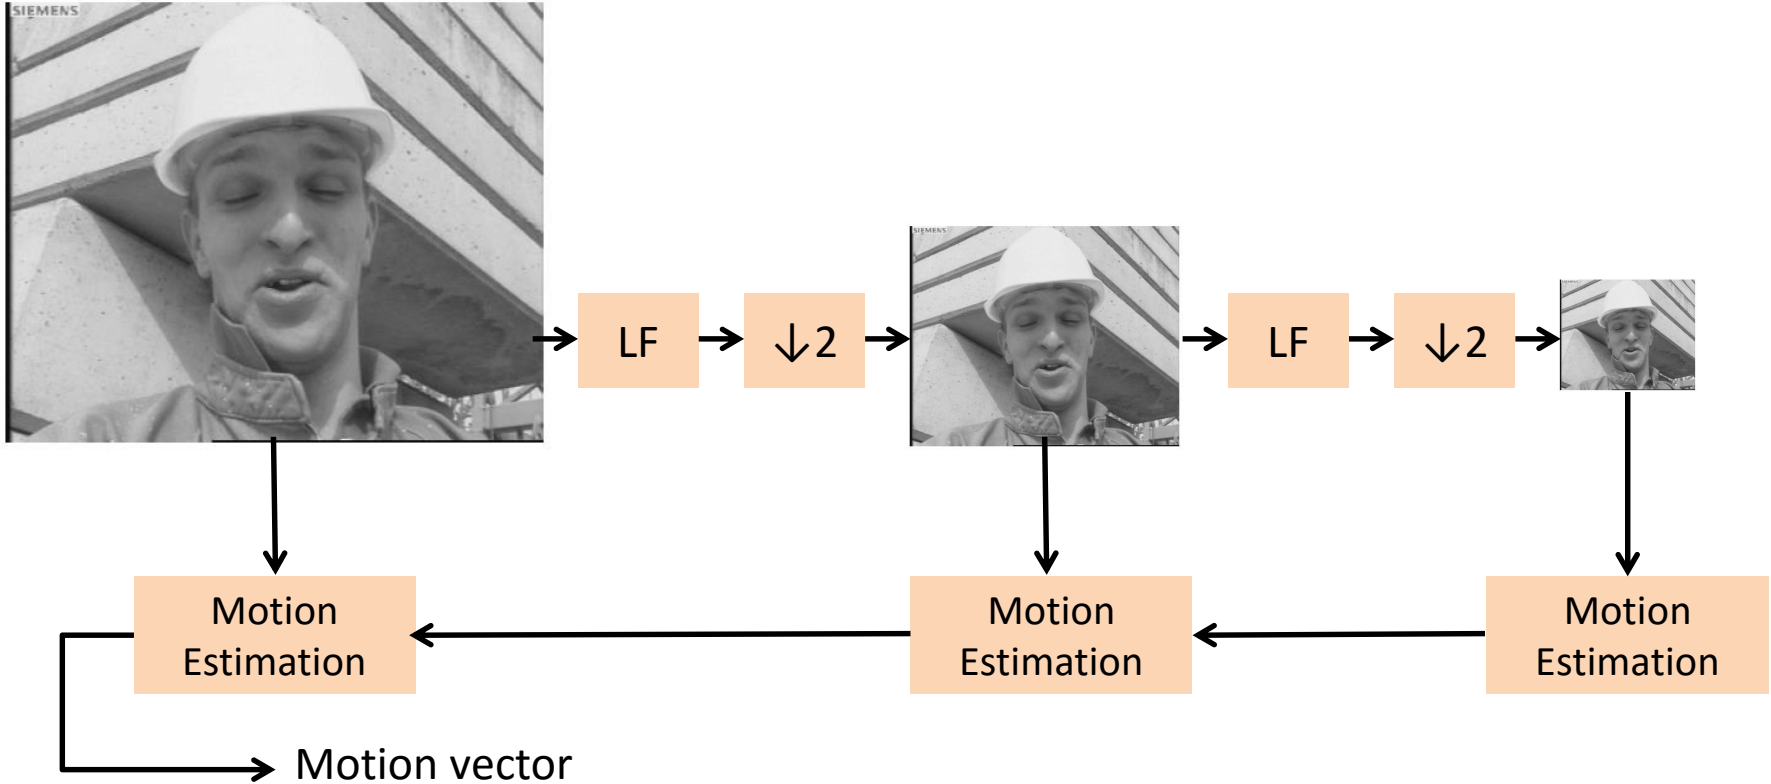 SIEMENS
SIEMENS
LF
↓2
LF
↓2
Motion
Estimation
Motion
Estimation
Motion
Estimation
Motion vector